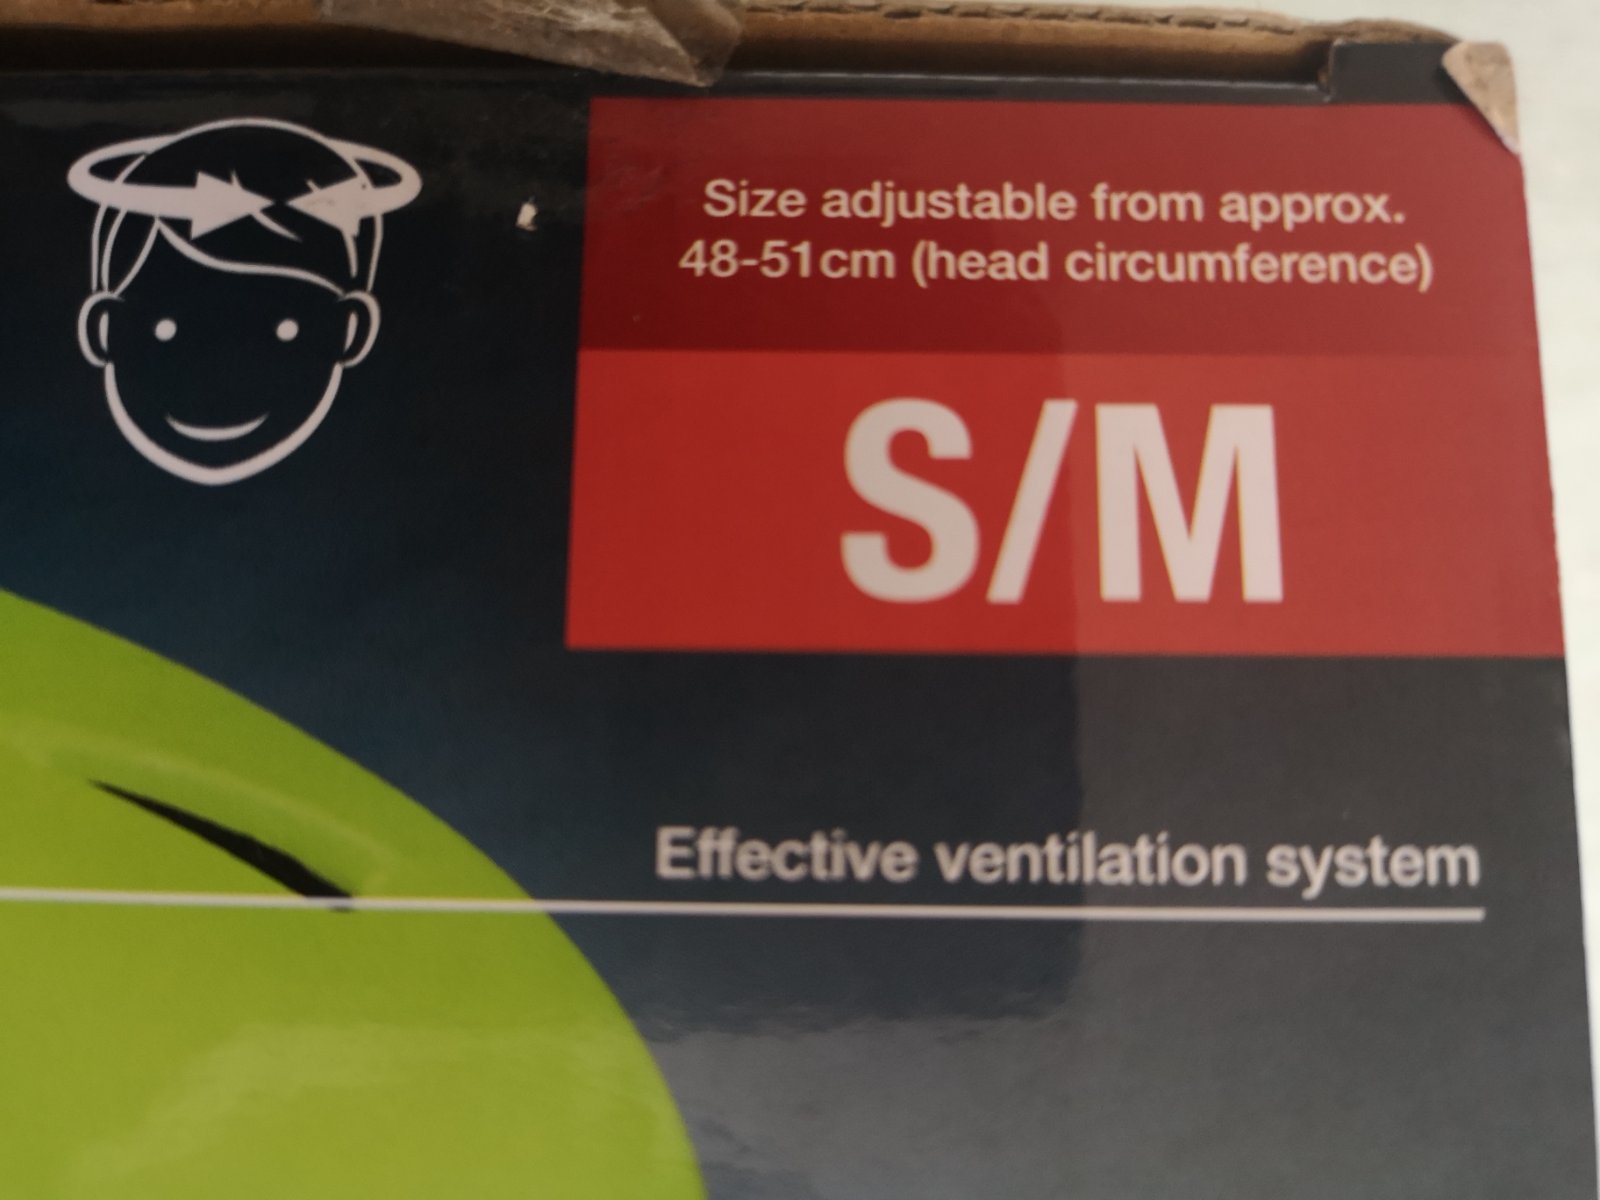 Size adjustable from approx.
48-51cm (head circumference)
S/M
Effective ventilation system